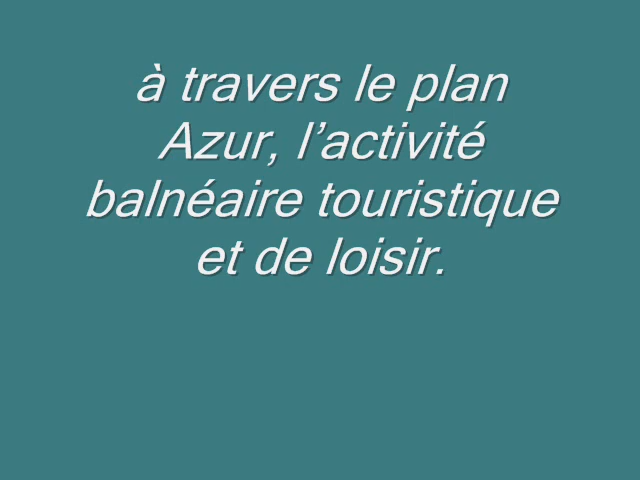 à travers le plan
Azur, l’activité
balnéaire touristique
et de loisir.